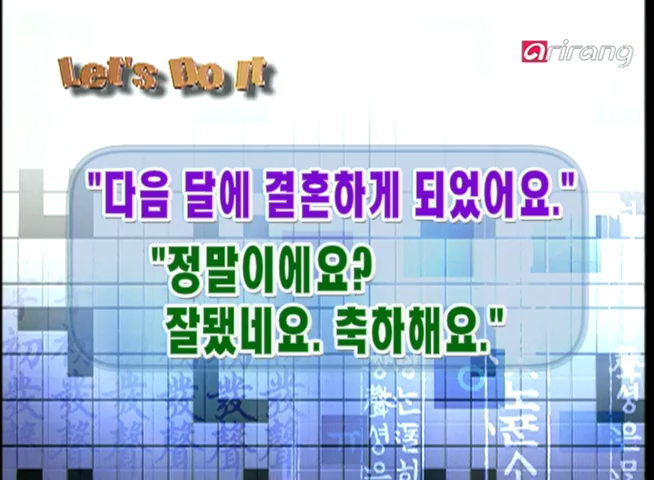 Let's Do It
arirang
"다음 달에 결혼하게 되었어요."
"정말이에요?
잘됐네요. 축하해요."